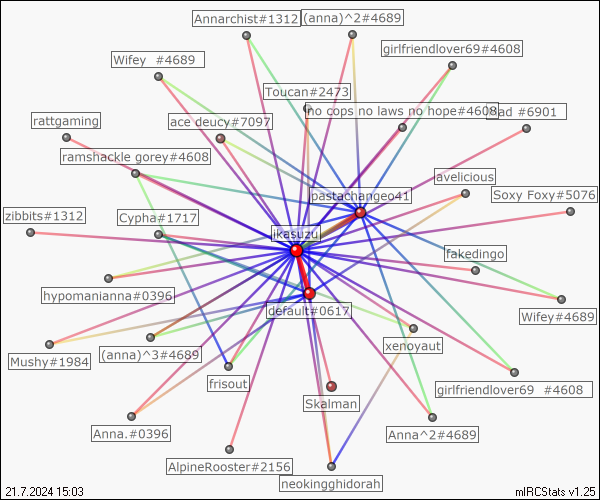 Annarchist#1312
(anna)^2#4689
girlfriendlover69#4608
Wifey  #4689
Toucan#2473
no cops no laws no hope#4608
#6901
rattgaming
ace deucy#7097
ramshackle gorey#4608
avelicious
pastachangeo41
Soxy Foxy#5076
zibbits#1312
Cypha#1717
ikasuzu
fakedingo
hypomanianna#0396
default#0617
Wifey#4689
Mushy#1984
(anna)^3#4689
xenoyaut
frisout
girlfriendlover69  #4608
Skalman
Anna.#0396
Anna^2#4689
AlpineRooster#2156
neokingghidorah
21.7.2024 15:03
mIRCStats v1.25